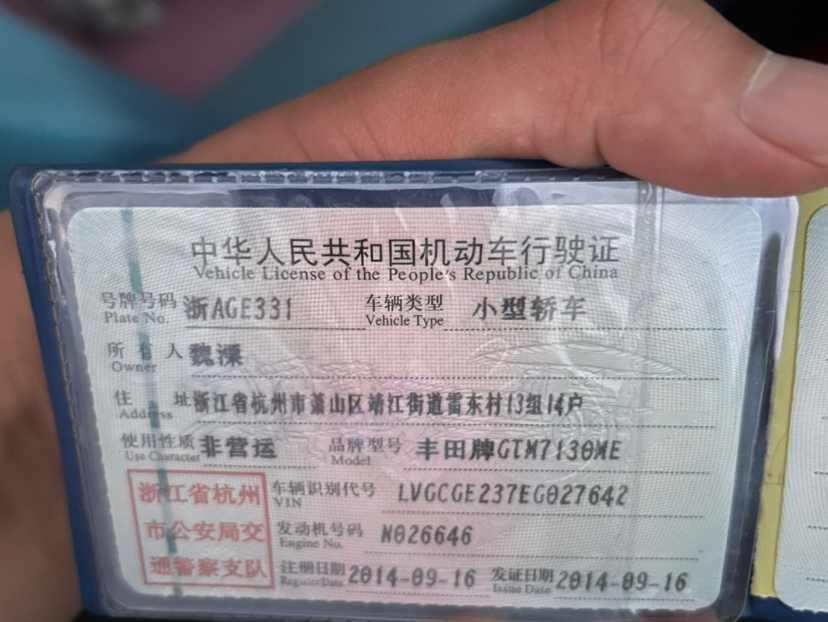 中华人民共和国机动车行驶证
Vehicle License of the People's Republic of China
号牌号码 浙AGE331 车辆类型 小型轿车
Plate No. Vehicle Type
所有人 魏溧
Owner
住址 浙江省杭州市萧山区靖江街道雷东村13组14户
Address
使用性质 非营运 品牌型号 丰田牌GTM7130ME
Use Character Model
浙江省杭州 车辆识别代号 LVGCGE237EG027642
VIN
市公安局交 发动机号码 N026646
Engine No.
通警察支队 注册日期 2014-09-16 发证日期 2014-09-16
Register Date Issue Date